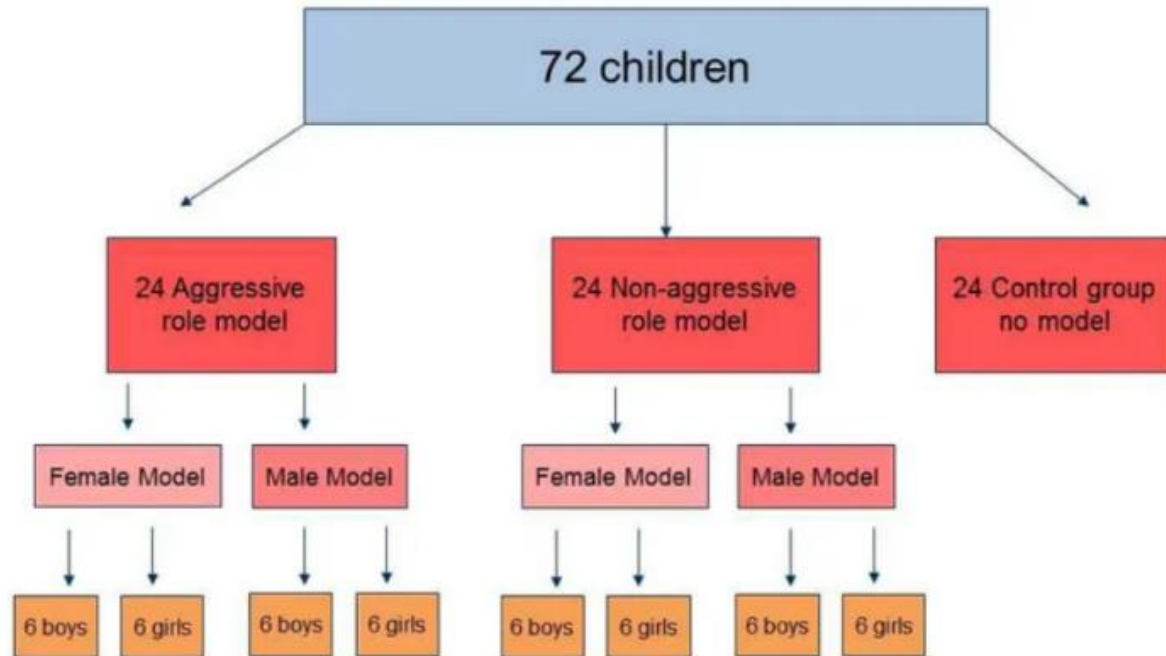 72 children
24 Aggressive
role model
24 Non-aggressive
role model
24 Control group
no model
Female Model
Male Model
Female Model
Male Model
6 boys
6 girls
6 boys
6 girls
6 boys
6 girls
6 boys
6 girls